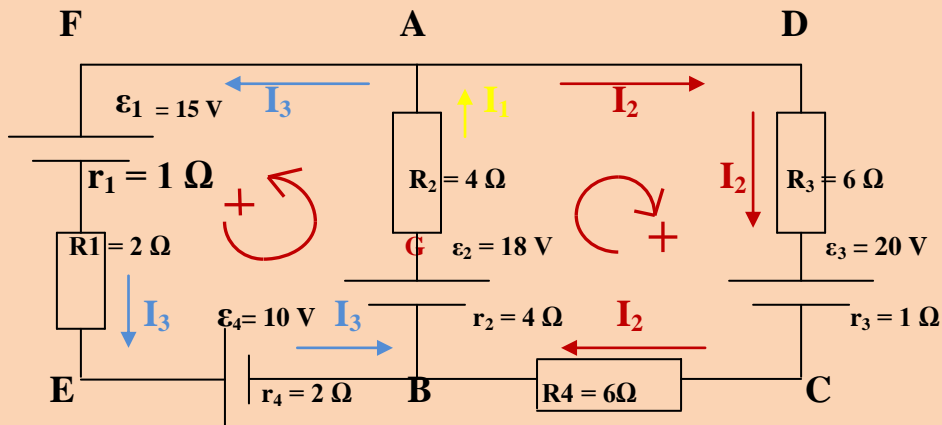 F
A
D
ε₁ = 15 V
I₃
I₁
I₂
r₁ = 1 Ω
R₂ = 4 Ω
I₂
R₃ = 6 Ω
+
+
R1 = 2 Ω
G
ε₂ = 18 V
ε₃ = 20 V
I₃
ε₄= 10 V
I₃
r₂ = 4 Ω
I₂
r₃ = 1 Ω
E
r₄ = 2 Ω
B
R4 = 6Ω
C